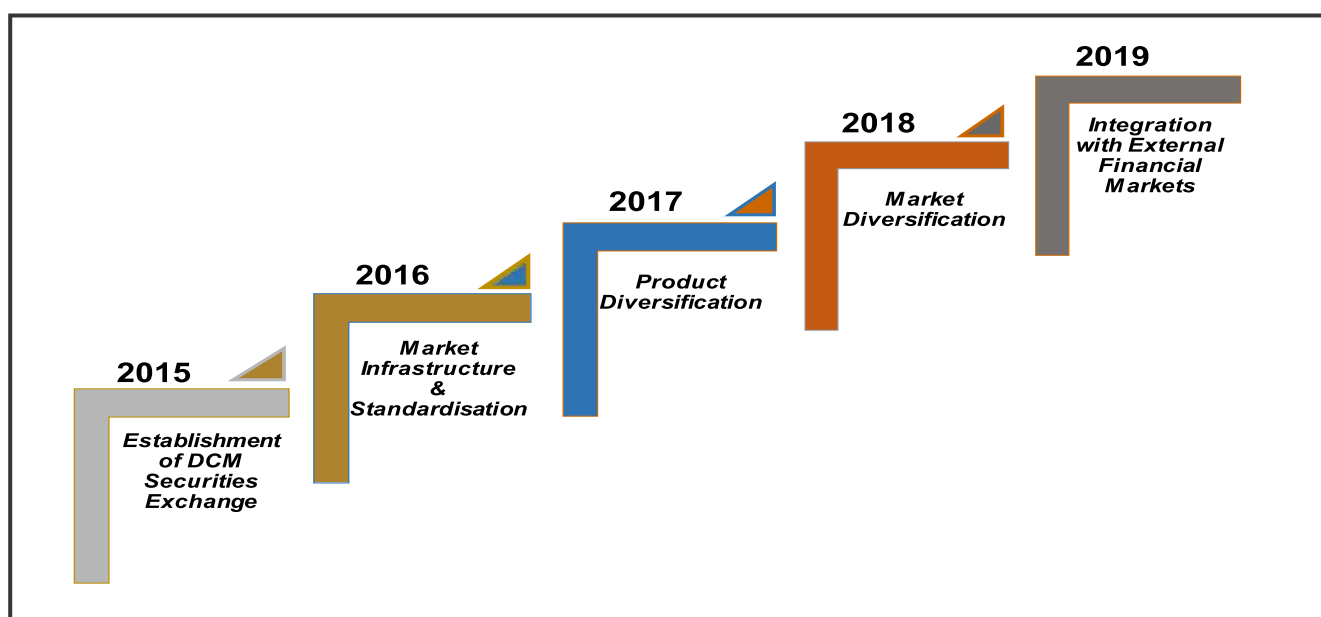 2015
Establishment
of DCM
Securities
Exchange
2016
Market
Infrastructure
&
Standardisation
2017
Product
Diversification
2018
Market
Diversification
2019
Integration
with External
Financial
Markets